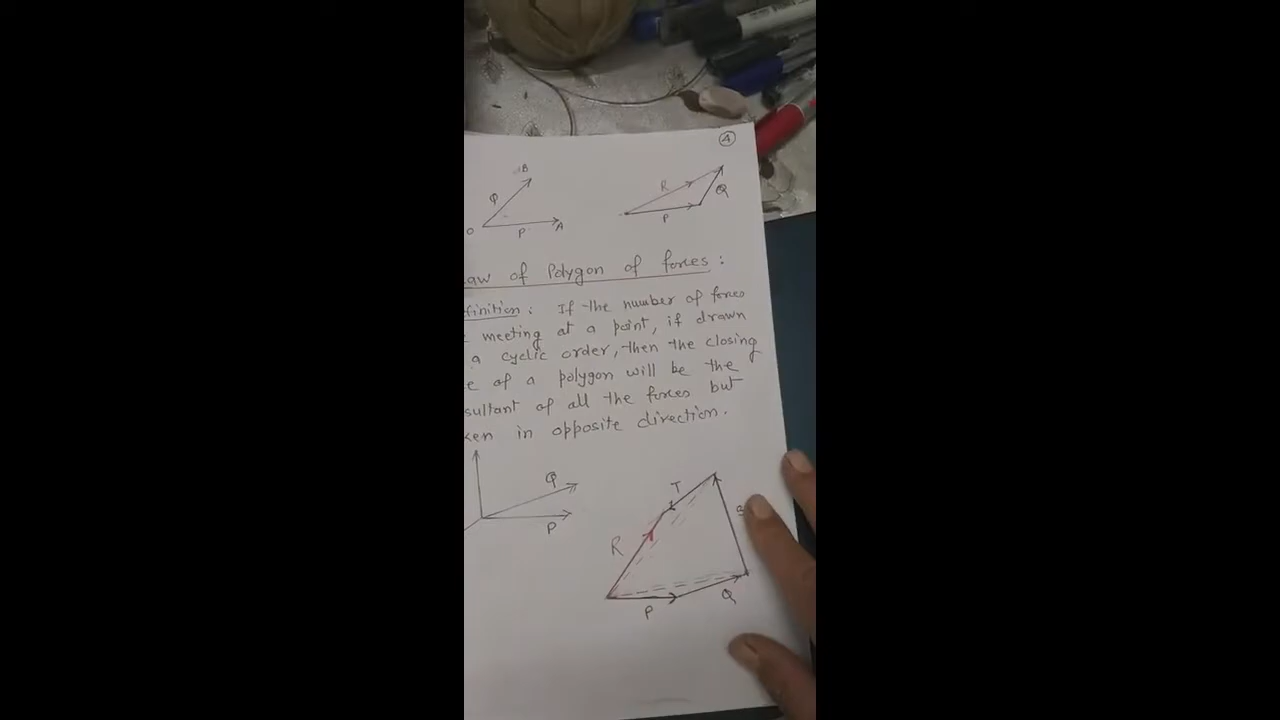 4
B
Q
O
P
A
R
P
Q
Law of Polygon of forces :
finition : If the number of forces
meeting at a point, if drawn
a cyclic order, then the closing
e of a polygon will be the
sultant of all the forces but
ken in opposite direction.
Q
P
T
R
P
Q